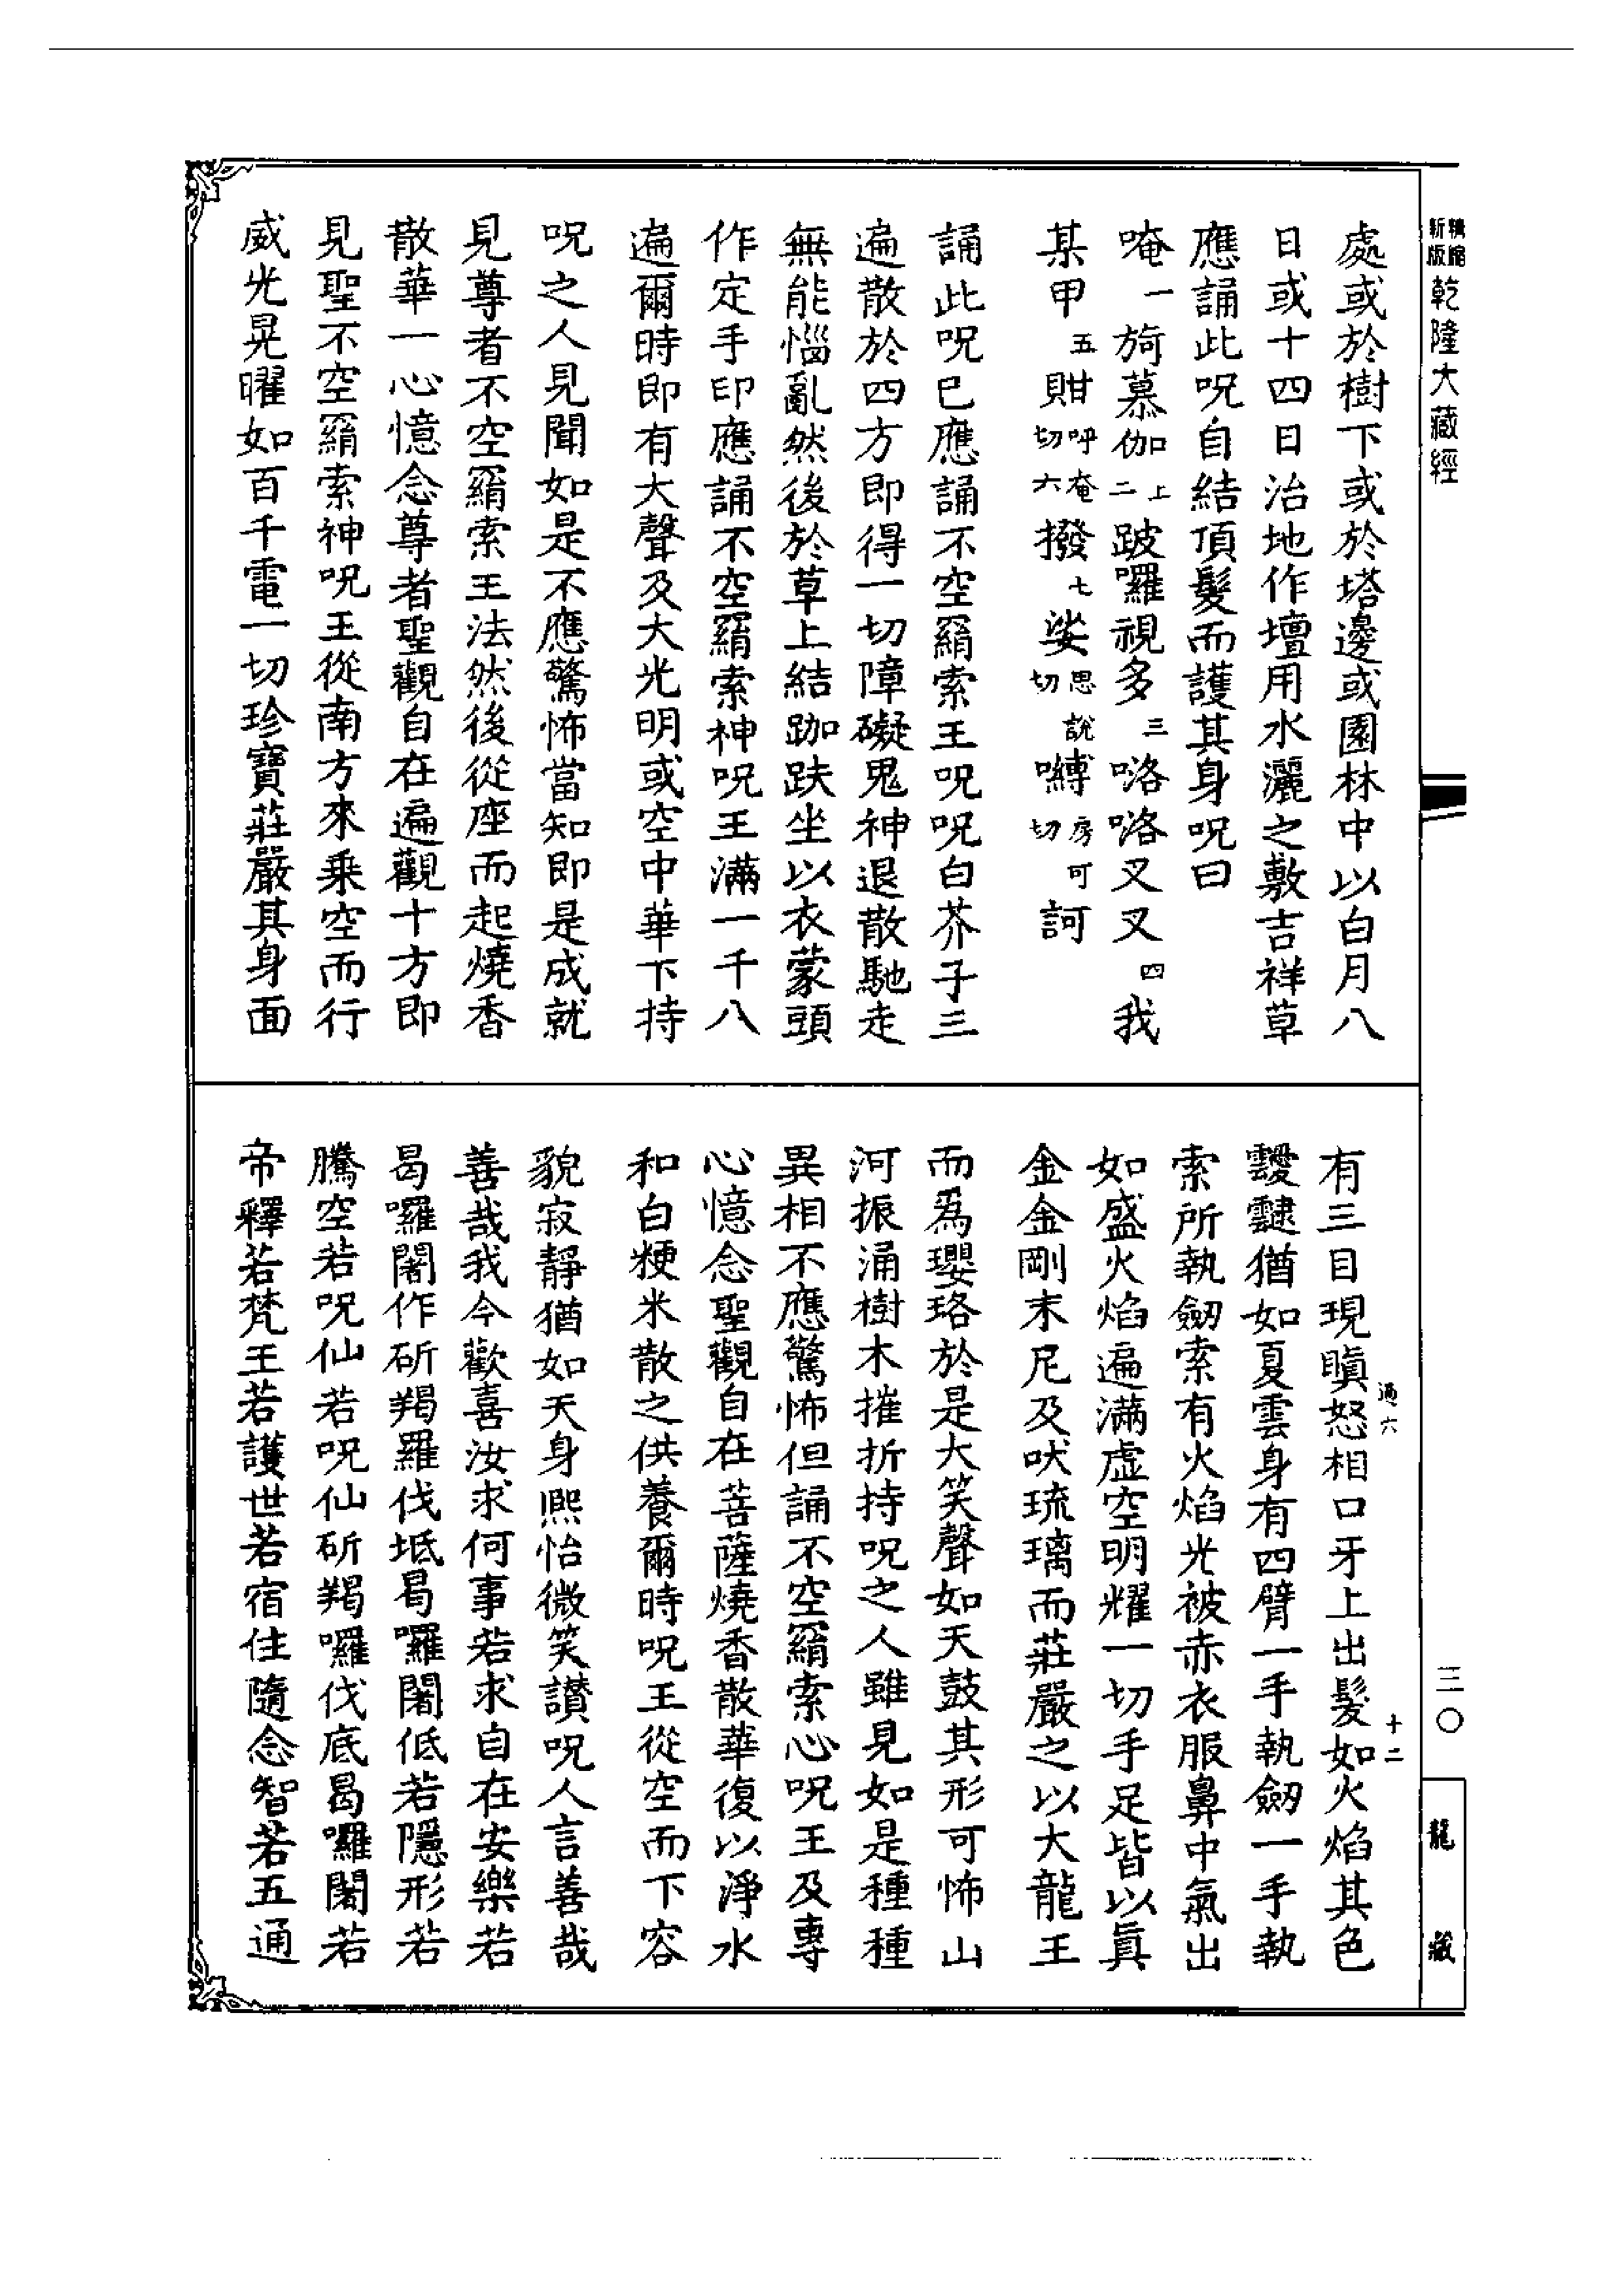 新版精縮乾隆大藏經
三〇
龍藏
處或於樹下或於塔邊或園林中以白月八
日或十四日治地作壇用水灑之敷吉祥草
應誦此呪自結頂髮而護其身呪曰
唵一旖慕伽上二跛囉視多三咯咯叉叉四我
某甲五䀍呼奄切六撥七娑思說切嚩房可切訶
誦此呪已應誦不空羂索王呪呪白芥子三
遍散於四方即得一切障礙鬼神退散馳走
無能惱亂然後於草上結跏趺坐以衣蒙頭
作定手印應誦不空羂索神呪王滿一千八
遍爾時即有大聲及大光明或空中華下持
呪之人見聞如是不應驚怖當知即是成就
見尊者不空羂索王法然後從座而起燒香
散華一心憶念尊者聖觀自在遍觀十方即
見聖不空羂索神呪王從南方來乘空而行
威光晃曜如百千電一切珍寶莊嚴其身面
有三目現瞋怒相口牙上出髮如火焰其色
靉靆猶如夏雲身有四臂一手執劒一手執
索所執劒索有火焰光被赤衣服鼻中氣出
如盛火焰遍滿虛空明耀一切手足皆以眞
金金剛末尼及吠琉璃而莊嚴之以大龍王
而爲瓔珞於是大笑聲如天鼓其形可怖山
河振涌樹木摧折持呪之人雖見如是種種
異相不應驚怖但誦不空羂索心呪王及專
心憶念聖觀自在菩薩燒香散華復以淨水
和白粳米散之供養爾時呪王從空而下容
貌寂靜猶如天身熙怡微笑讃呪人言善哉
善哉我今歡喜汝求何事若求自在安樂若
曷囉闍作斫羯羅伐坻曷囉闍低若隱形若
騰空若呪仙若呪仙斫羯囉伐底曷囉闍若
帝釋若梵王若護世若宿住隨念智若五通
十二